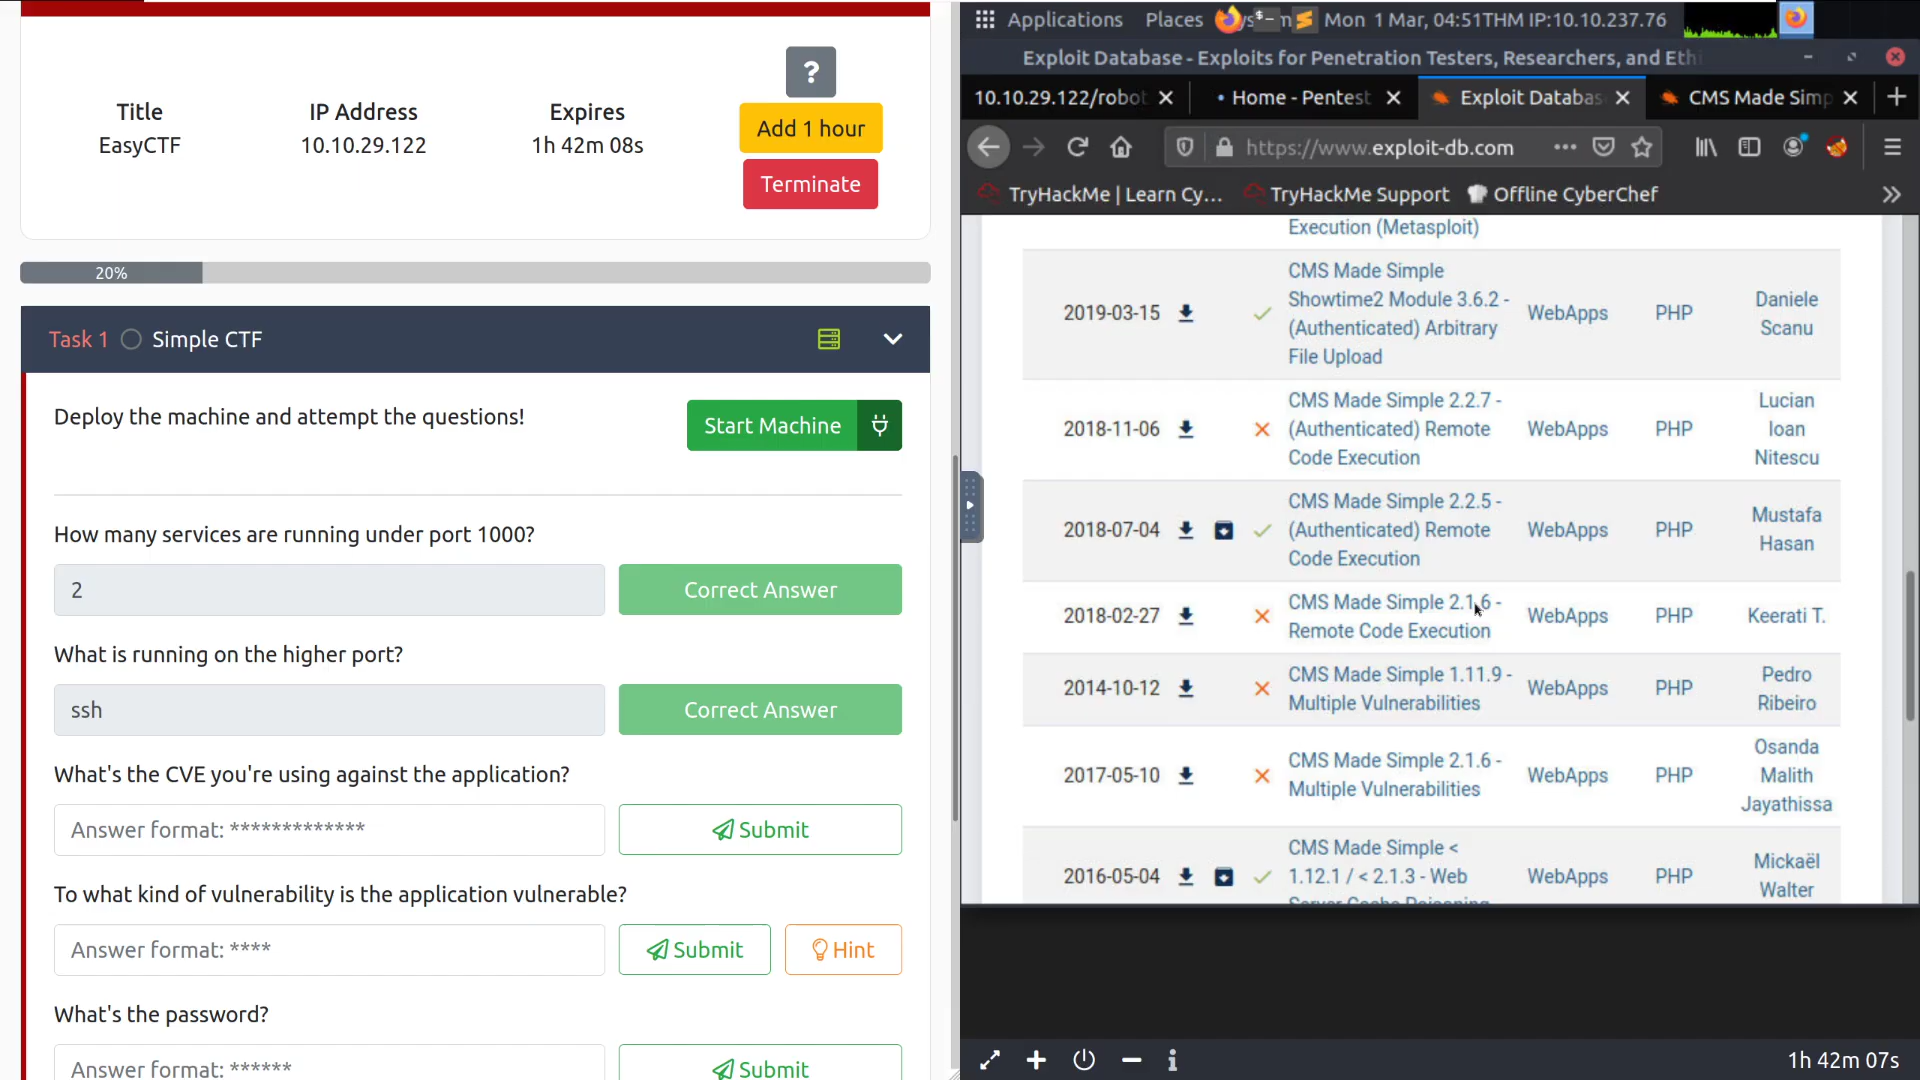 ?
Title
IP Address
Expires
EasyCTF
10.10.29.122
1h 42m 08s
Add 1 hour
Terminate
20%
Task 1
Simple CTF
Deploy the machine and attempt the questions!
Start Machine
How many services are running under port 1000?
2
Correct Answer
What is running on the higher port?
ssh
Correct Answer
What's the CVE you're using against the application?
Answer format: *************
Submit
To what kind of vulnerability is the application vulnerable?
Answer format: ****
Submit
Hint
What's the password?
Answer format: ******
Submit
Applications Places
Mon 1 Mar, 04:51 THM IP:10.10.237.76
Exploit Database - Exploits for Penetration Testers, Researchers, and Ethi
10.10.29.122/robot
Home - Pentest
Exploit Databas
CMS Made Simp
https://www.exploit-db.com
TryHackMe | Learn Cy...
TryHackMe Support
Offline CyberChef
Execution (Metasploit)
2019-03-15
CMS Made Simple
Showtime2 Module 3.6.2 -
(Authenticated) Arbitrary
File Upload
WebApps
PHP
Daniele
Scanu
2018-11-06
CMS Made Simple 2.2.7 -
(Authenticated) Remote
Code Execution
WebApps
PHP
Lucian
Ioan
Nitescu
2018-07-04
CMS Made Simple 2.2.5 -
(Authenticated) Remote
Code Execution
WebApps
PHP
Mustafa
Hasan
2018-02-27
CMS Made Simple 2.1.6 -
Remote Code Execution
WebApps
PHP
Keerati T.
2014-10-12
CMS Made Simple 1.11.9 -
Multiple Vulnerabilities
WebApps
PHP
Pedro
Ribeiro
2017-05-10
CMS Made Simple 2.1.6 -
Multiple Vulnerabilities
WebApps
PHP
Osanda
Malith
Jayathissa
2016-05-04
CMS Made Simple <
1.12.1 / < 2.1.3 - Web
Server Cache Poisoning
WebApps
PHP
Mickaël
Walter
1h 42m 07s